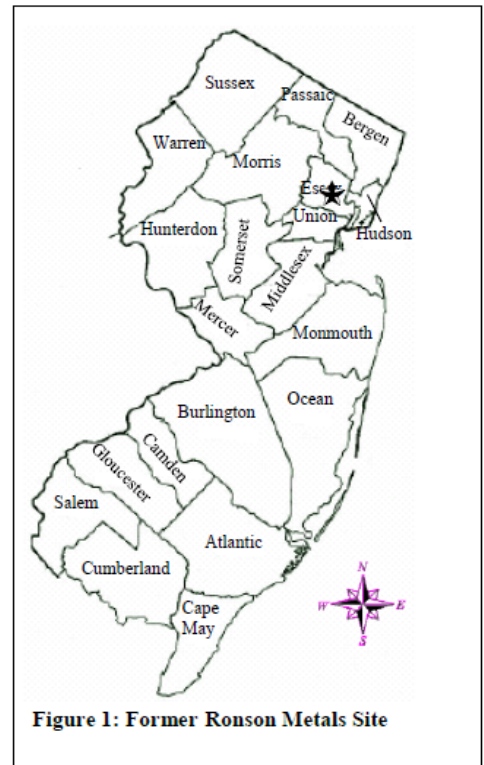 Sussex
Passaic
Bergen
Warren
Morris
Essex
Union
Hudson
Hunterdon
Somerset
Middlesex
Mercer
Monmouth
Ocean
Burlington
Camden
Gloucester
Salem
Atlantic
Cumberland
Cape
May
N
W E
S
Figure 1: Former Ronson Metals Site